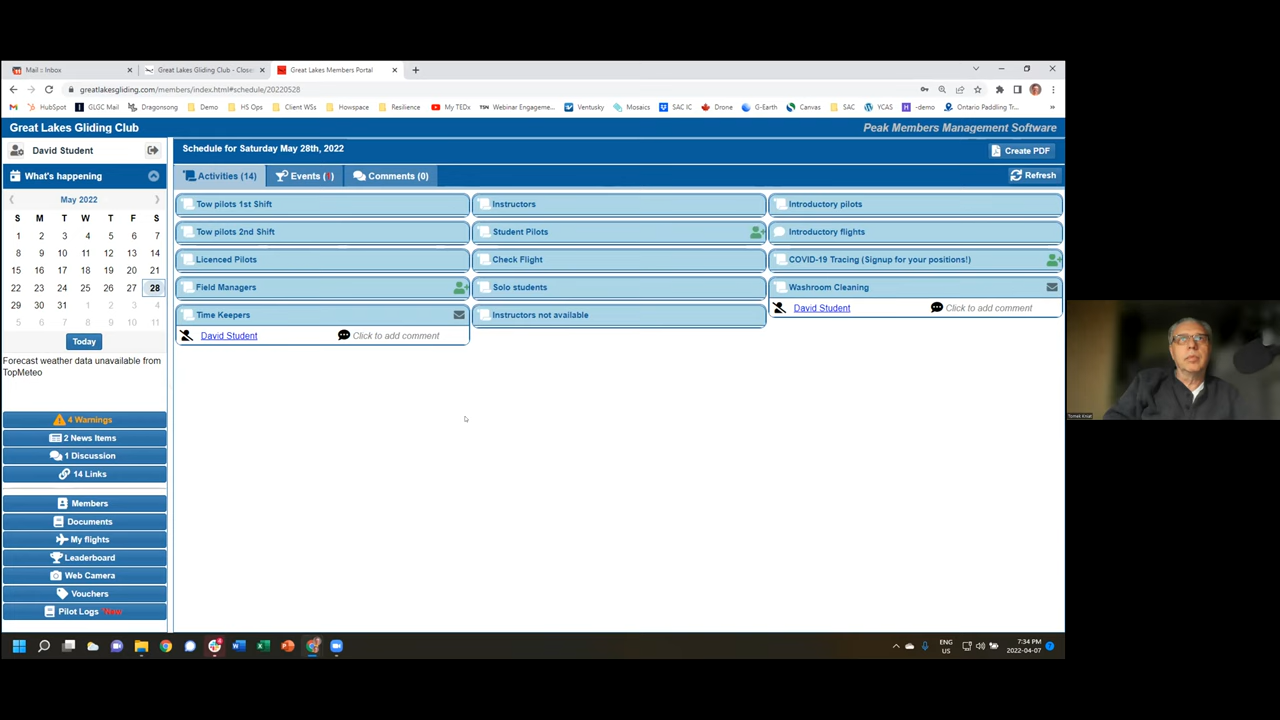 Mail :: Inbox
Great Lakes Gliding Club - Close
Great Lakes Members Portal
greatlakesgliding.com/members/index.html#schedule/20220528
HubSpot
GLGC Mail
Dragonsong
Demo
HS Ops
Client WSs
Howspace
Resilience
My TEDx
TSN
Webinar Engageme...
Ventusky
Mosaics
SAC IC
Drone
G-Earth
Canvas
SAC
YCAS
-demo
Ontario Paddling Tr...
»
Great Lakes Gliding Club
Peak Members Management Software
David Student
Schedule for Saturday May 28th, 2022
Create PDF
What's happening
Activities (14)
Events (1)
Comments (0)
Refresh
May 2022
S M T W T F S
1 2 3 4 5 6 7
8 9 10 11 12 13 14
15 16 17 18 19 20 21
22 23 24 25 26 27 28
29 30 31 1 2 3 4
5 6 7 8 9 10 11
Today
Forecast weather data unavailable from
TopMeteo
4 Warnings
2 News Items
1 Discussion
14 Links
Members
Documents
My flights
Leaderboard
Web Camera
Vouchers
Pilot Logs *New
Tow pilots 1st Shift
Tow pilots 2nd Shift
Licenced Pilots
Field Managers
Time Keepers
David Student
Click to add comment
Instructors
Student Pilots
Check Flight
Solo students
Instructors not available
Introductory pilots
Introductory flights
COVID-19 Tracing (Signup for your positions!)
Washroom Cleaning
David Student
Click to add comment
ENG
US
7:34 PM
2022-04-07